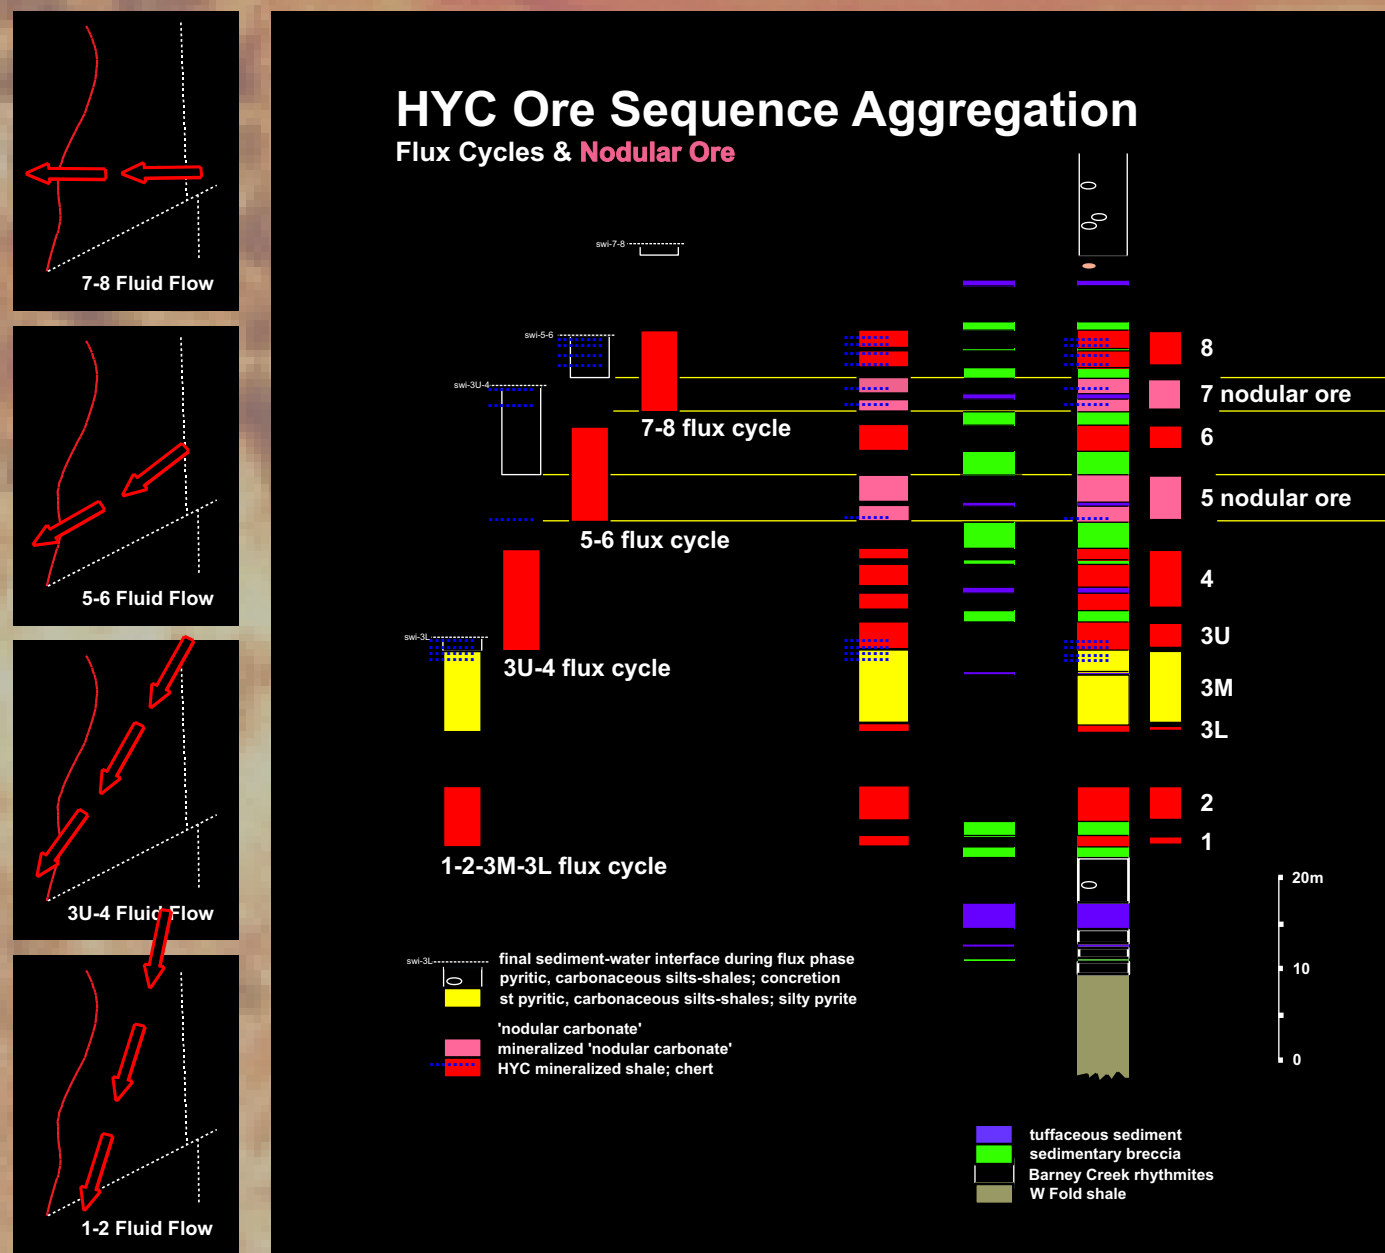 HYC Ore Sequence Aggregation
Flux Cycles & Nodular Ore
7-8 Fluid Flow
5-6 Fluid Flow
3U-4 Fluid Flow
1-2 Fluid Flow
swi-7-8
swi-5-6
swi-3U-4
swi-3L
7-8 flux cycle
5-6 flux cycle
3U-4 flux cycle
1-2-3M-3L flux cycle
8
7 nodular ore
6
5 nodular ore
4
3U
3M
3L
2
1
20m
10
0
swi-3L
final sediment-water interface during flux phase
pyritic, carbonaceous silts-shales; concretion
st pyritic, carbonaceous silts-shales; silty pyrite
'nodular carbonate'
mineralized 'nodular carbonate'
HYC mineralized shale; chert
tuffaceous sediment
sedimentary breccia
Barney Creek rhythmites
W Fold shale